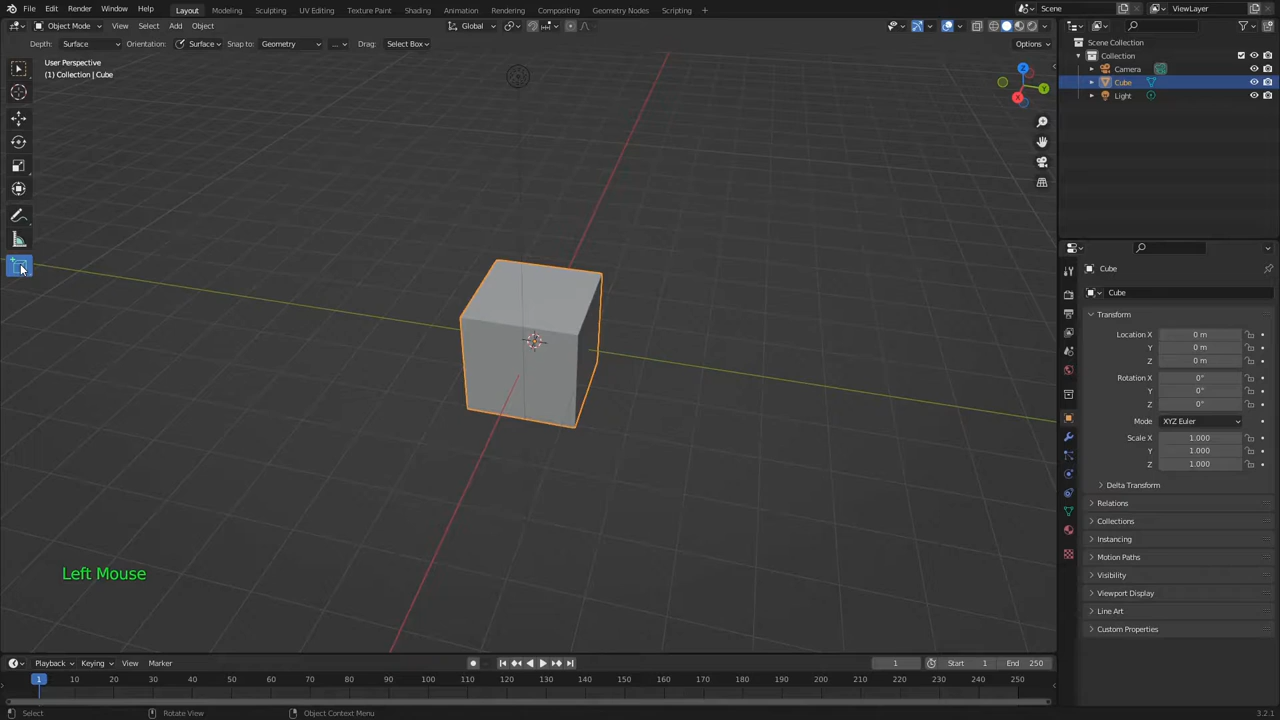 File Edit Render Window Help Layout Modeling Sculpting UV Editing Texture Paint Shading Animation Rendering Compositing Geometry Nodes Scripting + Scene ViewLayer
Object Mode View Select Add Object Global
Depth: Surface Orientation: Surface Snap to: Geometry ... Drag: Select Box Options
User Perspective
(1) Collection | Cube
Z
Y
X
Left Mouse
Scene Collection
Collection
Camera
Cube
Light
Cube
Cube
Transform
Location X 0 m
Y 0 m
Z 0 m
Rotation X 0°
Y 0°
Z 0°
Mode XYZ Euler
Scale X 1.000
Y 1.000
Z 1.000
Delta Transform
Relations
Collections
Instancing
Motion Paths
Visibility
Viewport Display
Line Art
Custom Properties
Playback Keying View Marker 1 Start 1 End 250
1 10 20 30 40 50 60 70 80 90 100 110 120 130 140 150 160 170 180 190 200 210 220 230 240 250
Select Rotate View Object Context Menu 3.2.1